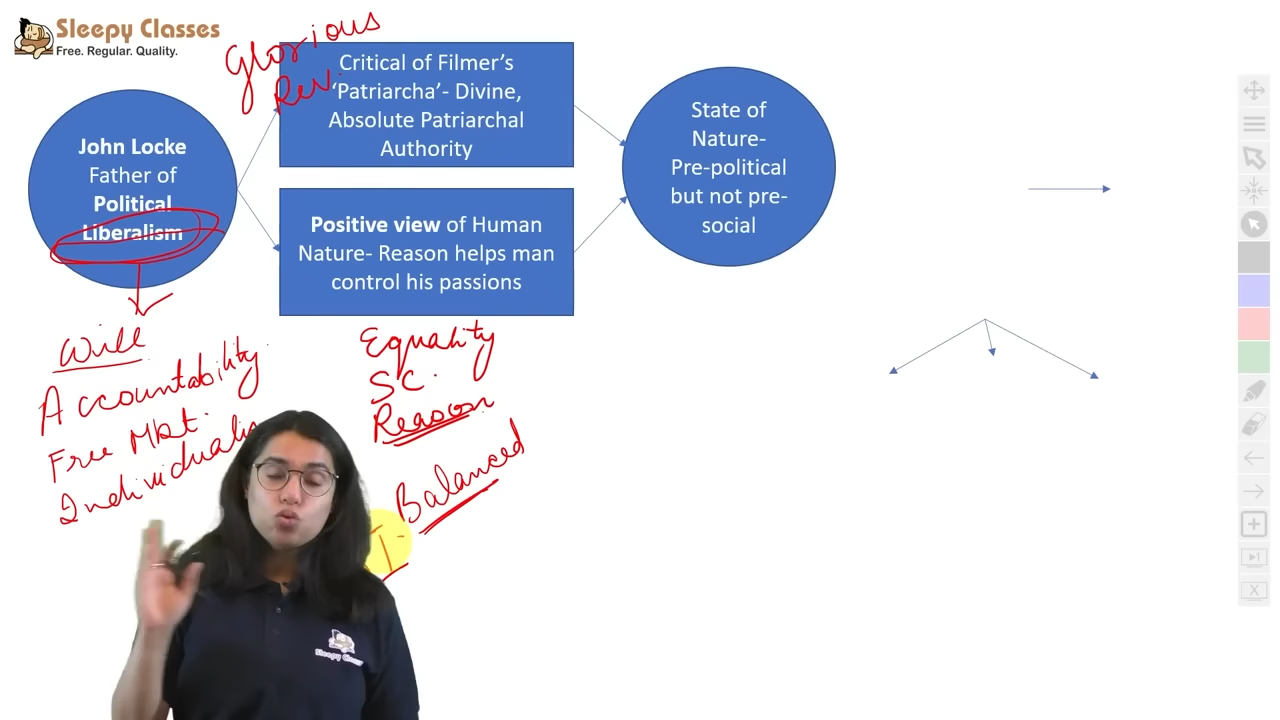 Sleepy Classes
Free. Regular. Quality.
Glorious
Rev.
John Locke
Father of
Political
Liberalism
Critical of Filmer's
'Patriarcha'- Divine,
Absolute Patriarchal
Authority
Positive view of Human
Nature- Reason helps man
control his passions
State of
Nature-
Pre-political
but not pre-
social
Will
Accountability
Free Mkt.
Equality
SC.
Reason
Balanced
Sleepy Classes